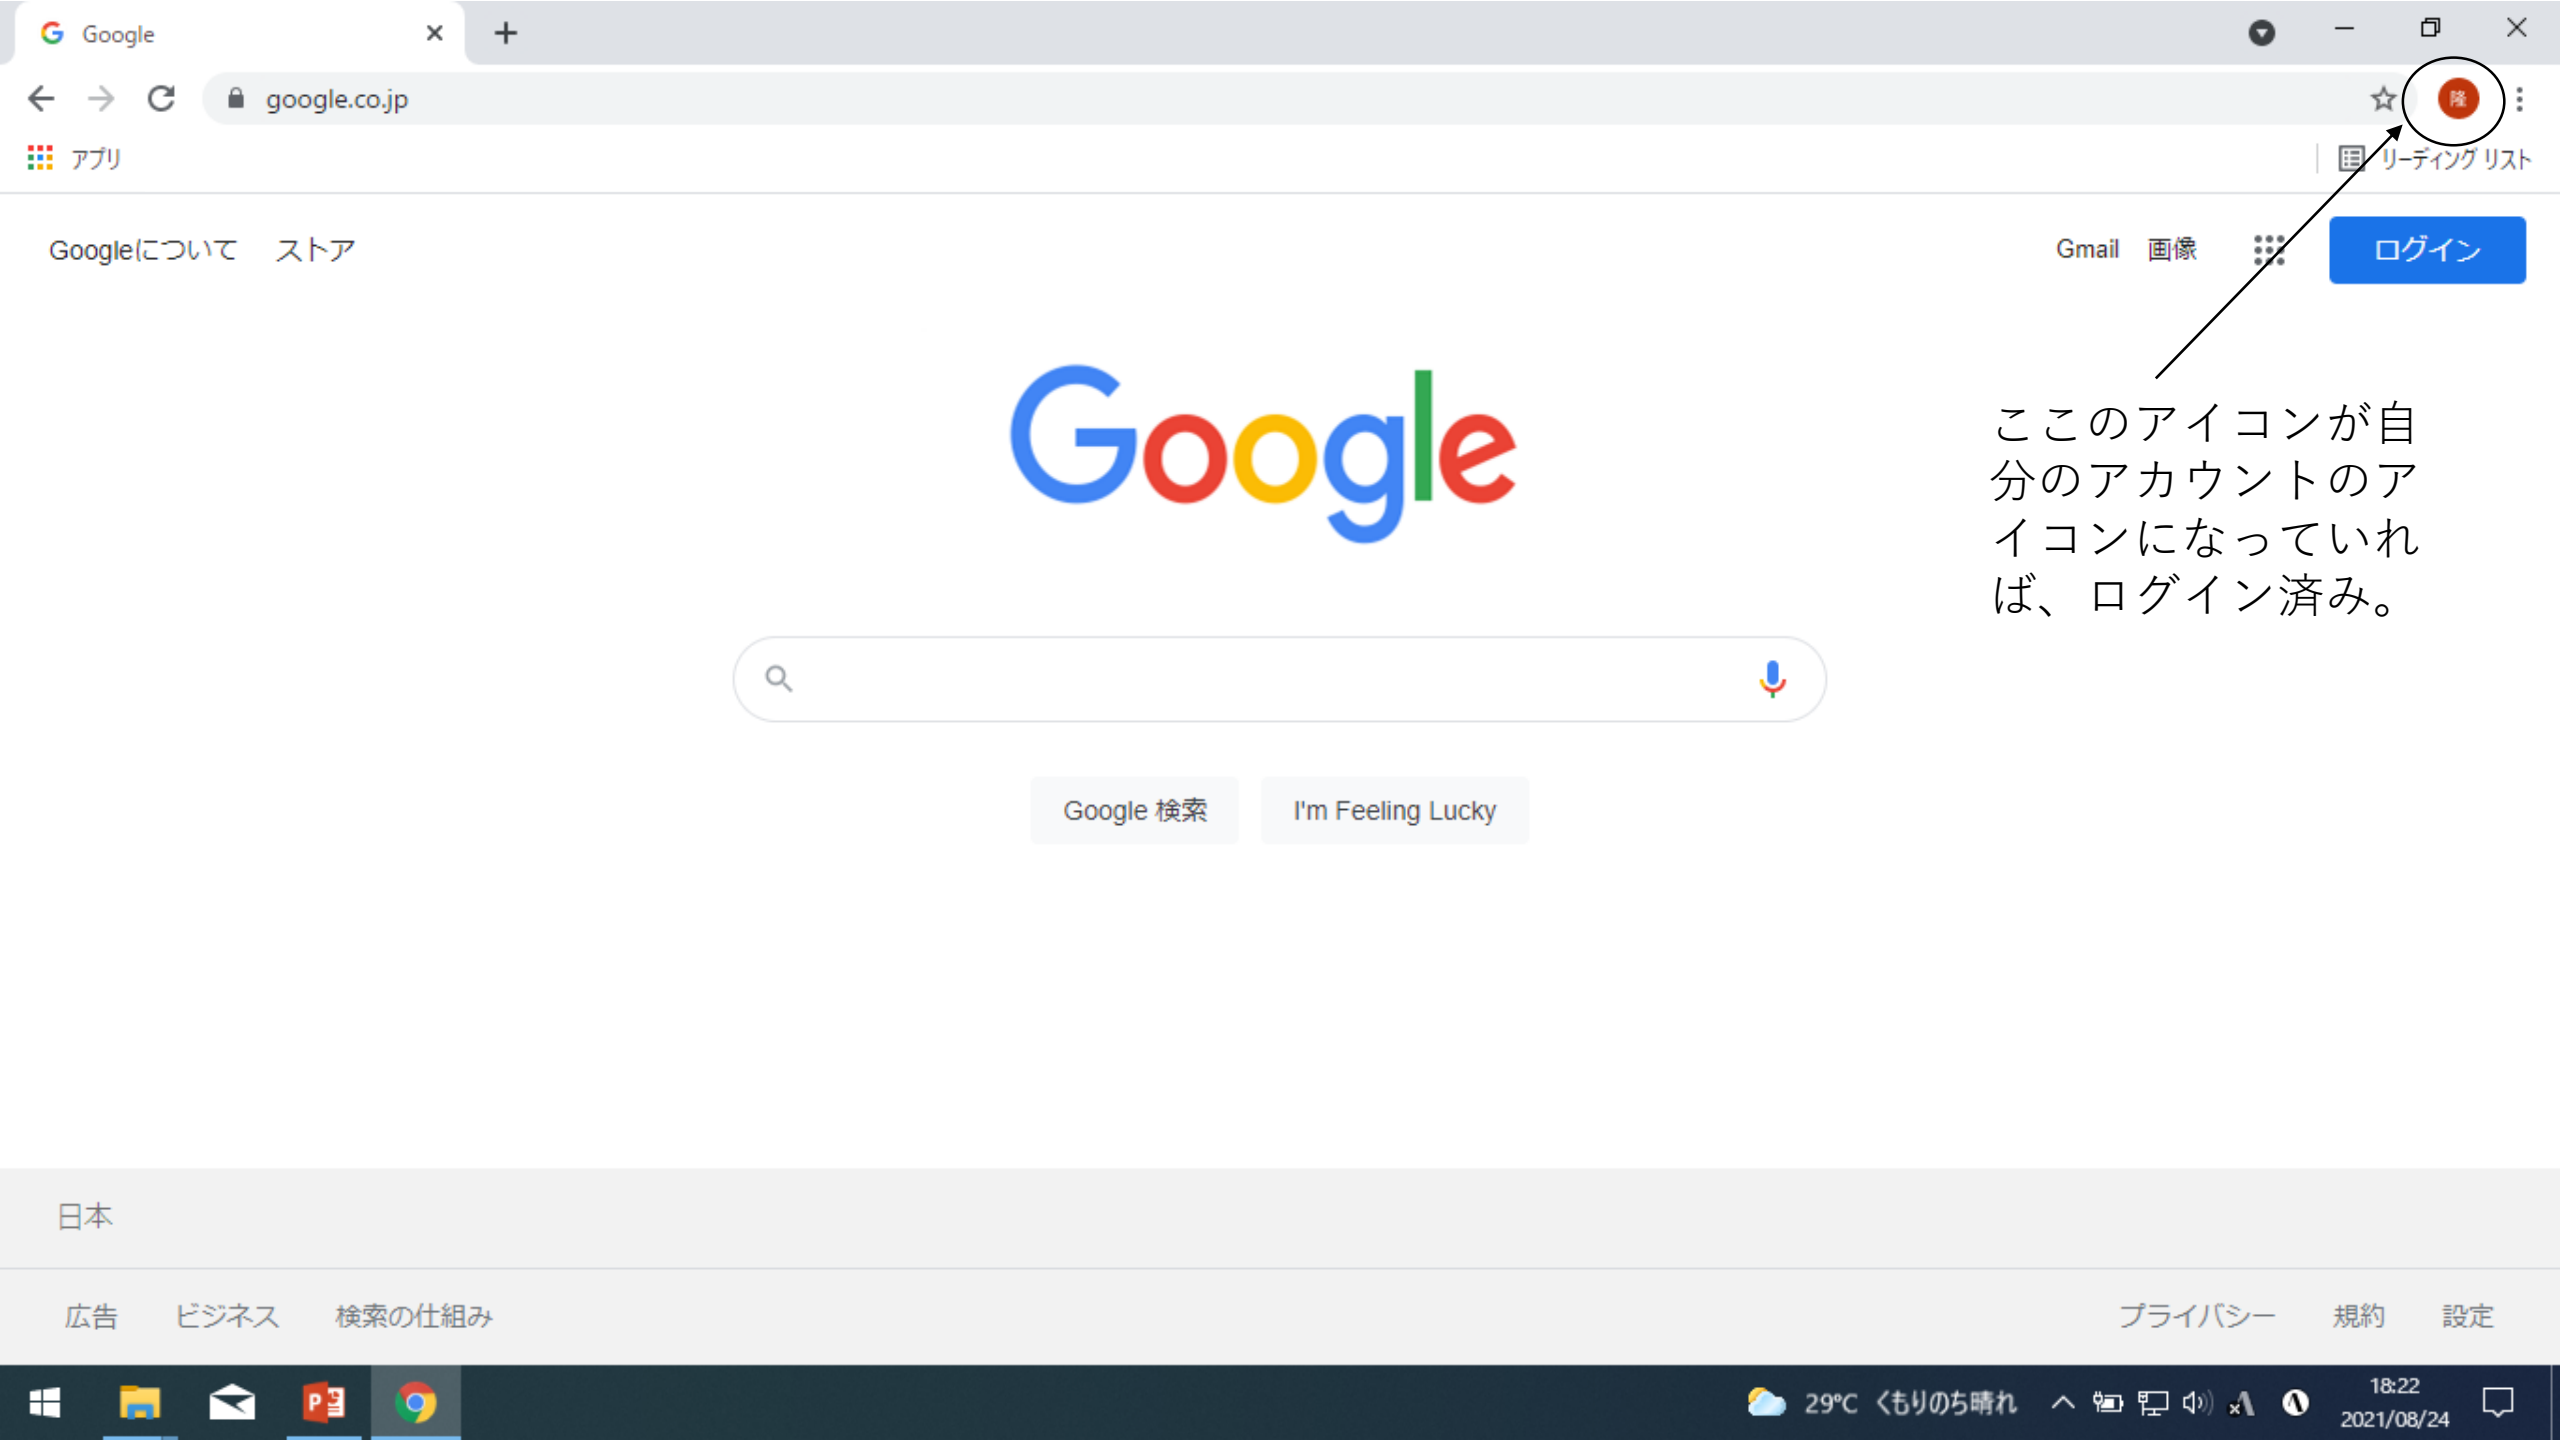 Google
google.co.jp
隆
アプリ
リーディング リスト
Googleについて ストア
Gmail 画像
ログイン
Google
ここのアイコンが自
分のアカウントのア
イコンになっていれ
ば、ログイン済み。
Google 検索
I'm Feeling Lucky
日本
広告 ビジネス 検索の仕組み
プライバシー 規約 設定
29°C くもりのち晴れ
18:22
2021/08/24